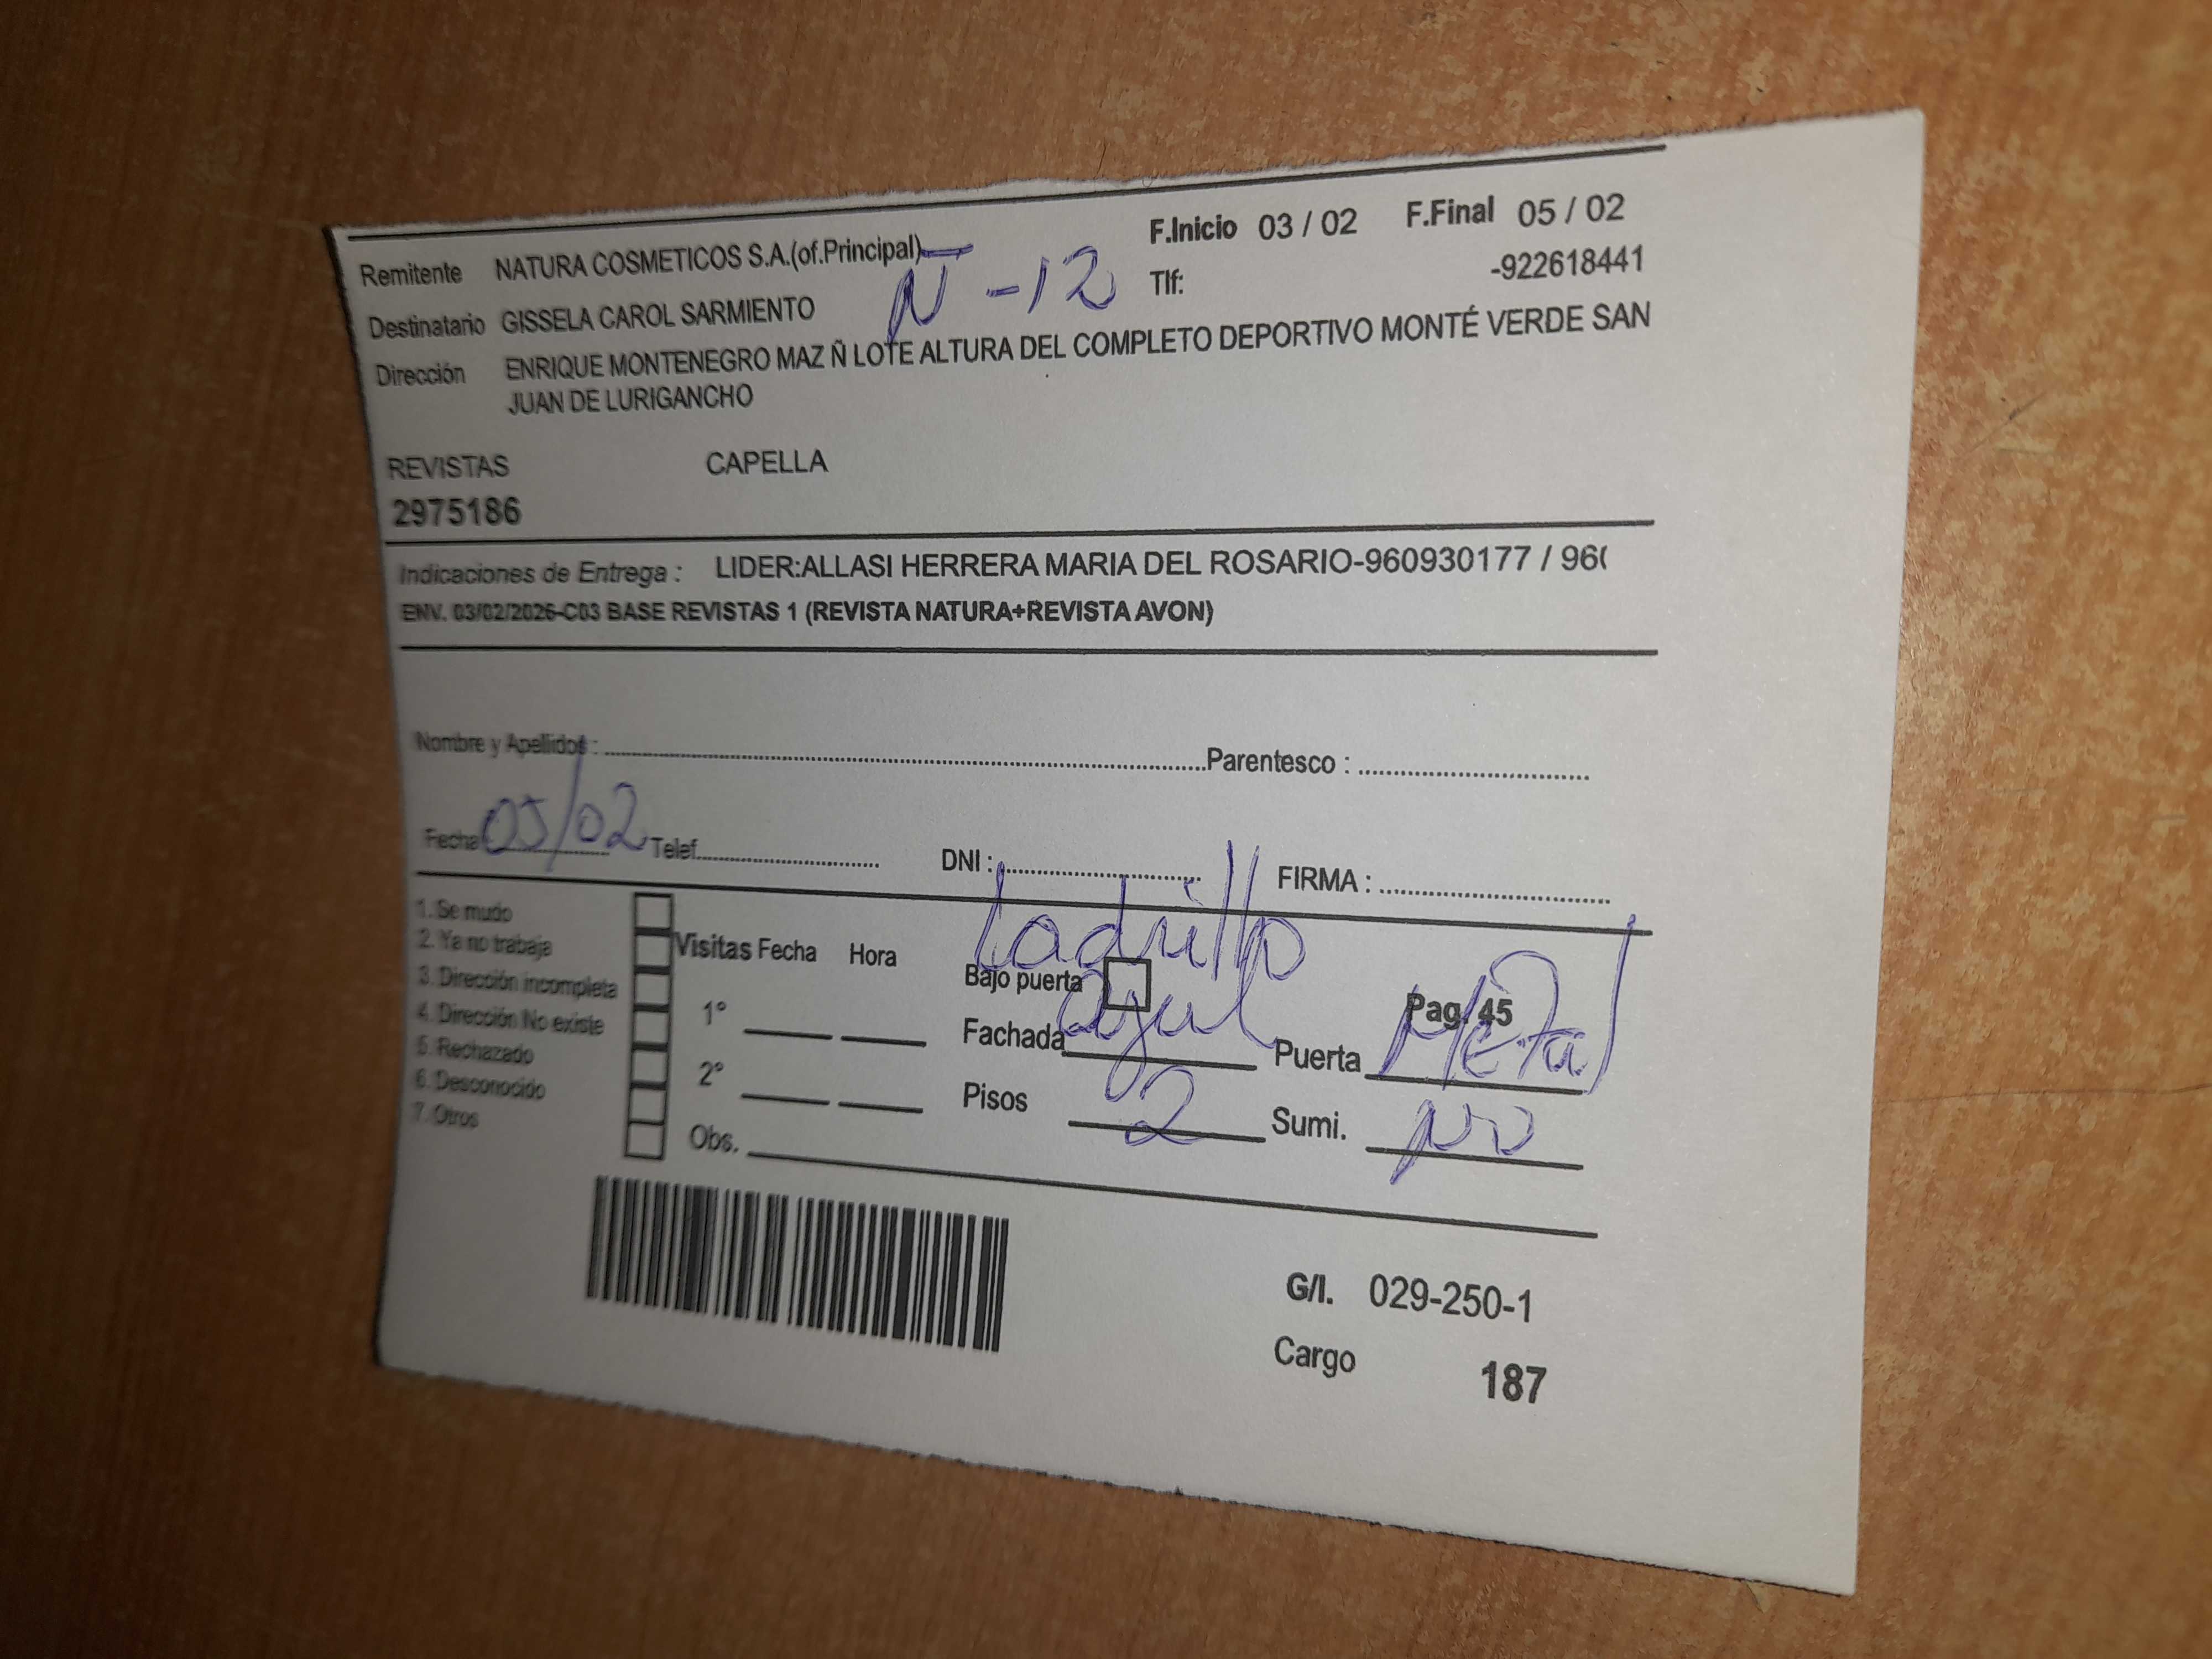 F.Inicio 03 / 02 F.Final 05 / 02
Remitente NATURA COSMETICOS S.A.(of.Principal)
Ñ-12
Tlf: -922618441
Destinatario GISSELA CAROL SARMIENTO
Dirección ENRIQUE MONTENEGRO MAZ Ñ LOTE ALTURA DEL COMPLETO DEPORTIVO MONTÉ VERDE SAN
JUAN DE LURIGANCHO
REVISTAS CAPELLA
2975186
Indicaciones de Entrega : LIDER:ALLASI HERRERA MARIA DEL ROSARIO-960930177 / 96(
ENV. 03/02/2026-C03 BASE REVISTAS 1 (REVISTA NATURA+REVISTA AVON)
Nombre y Apellidos : Parentesco :
Fecha 05/02 Telef. DNI : FIRMA :
1. Se mudo
2. Ya no trabaja
3. Dirección incompleta
4. Dirección No existe
5. Rechazado
6. Desconocido
7. Otros
Visitas Fecha Hora
1°
2°
Obs.
Ladrillo
Bajo puerta
azul
Pag. 45
Fachada Puerta Metal
Pisos 2 Sumi. no
G/I. 029-250-1
Cargo 187